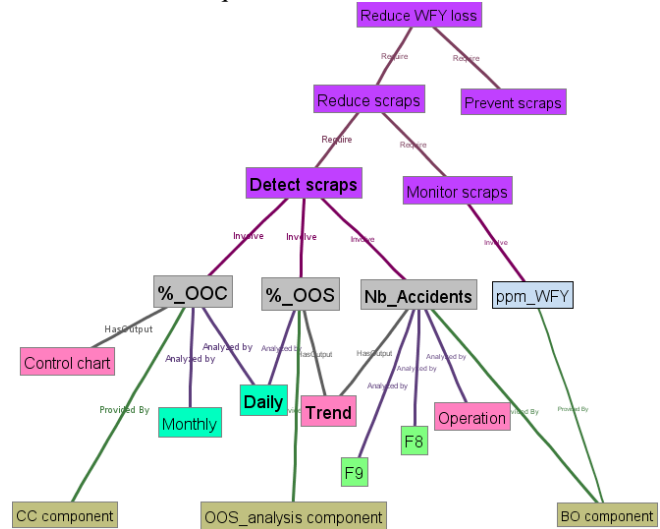 Reduce WFY loss
Require
Require
Reduce scraps
Prevent scraps
Require
Require
Detect scraps
Monitor scraps
Involve
Involve
Involve
Involve
%_OOC
%_OOS
Nb_Accidents
ppm_WFY
HasOutput
Control chart
Analyzed by
Analyzed by
Analyzed by
HasOutput
HasOutput
Analyzed by
Analyzed by
Analyzed by
Provided By
Monthly
Daily
Trend
Operation
Provided By
F8
F9
CC component
OOS_analysis component
BO component